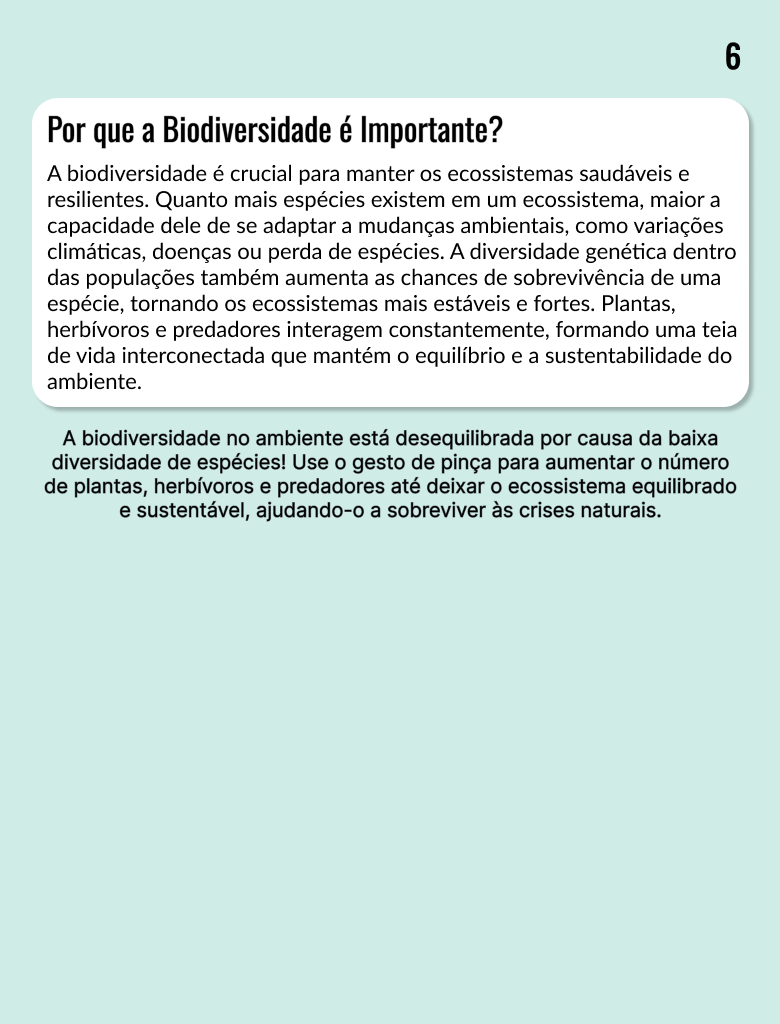 6
Por que a Biodiversidade é Importante?
A biodiversidade é crucial para manter os ecossistemas saudáveis e
resilientes. Quanto mais espécies existem em um ecossistema, maior a
capacidade dele de se adaptar a mudanças ambientais, como variações
climáticas, doenças ou perda de espécies. A diversidade genética dentro
das populações também aumenta as chances de sobrevivência de uma
espécie, tornando os ecossistemas mais estáveis e fortes. Plantas,
herbívoros e predadores interagem constantemente, formando uma teia
de vida interconectada que mantém o equilíbrio e a sustentabilidade do
ambiente.
A biodiversidade no ambiente está desequilibrada por causa da baixa
diversidade de espécies! Use o gesto de pinça para aumentar o número
de plantas, herbívoros e predadores até deixar o ecossistema equilibrado
e sustentável, ajudando-o a sobreviver às crises naturais.